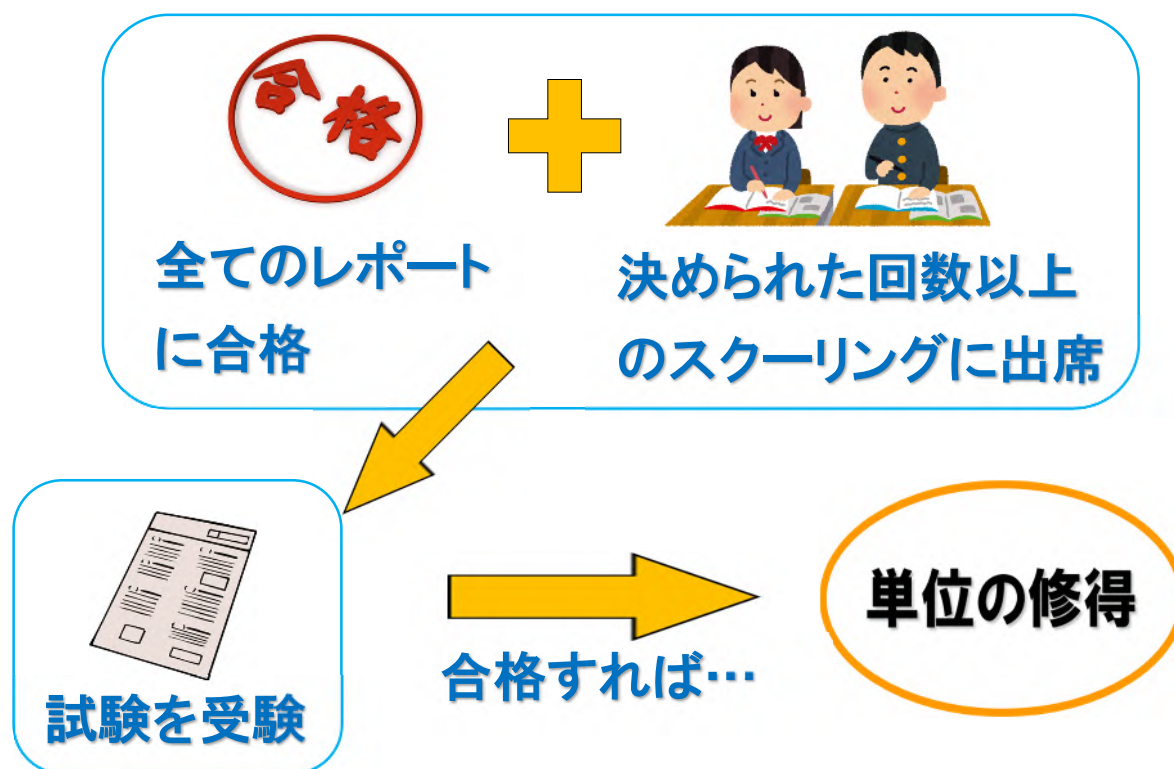 合格
全てのレポート
に合格
決められた回数以上
のスクーリングに出席
試験を受験
合格すれば…
単位の修得